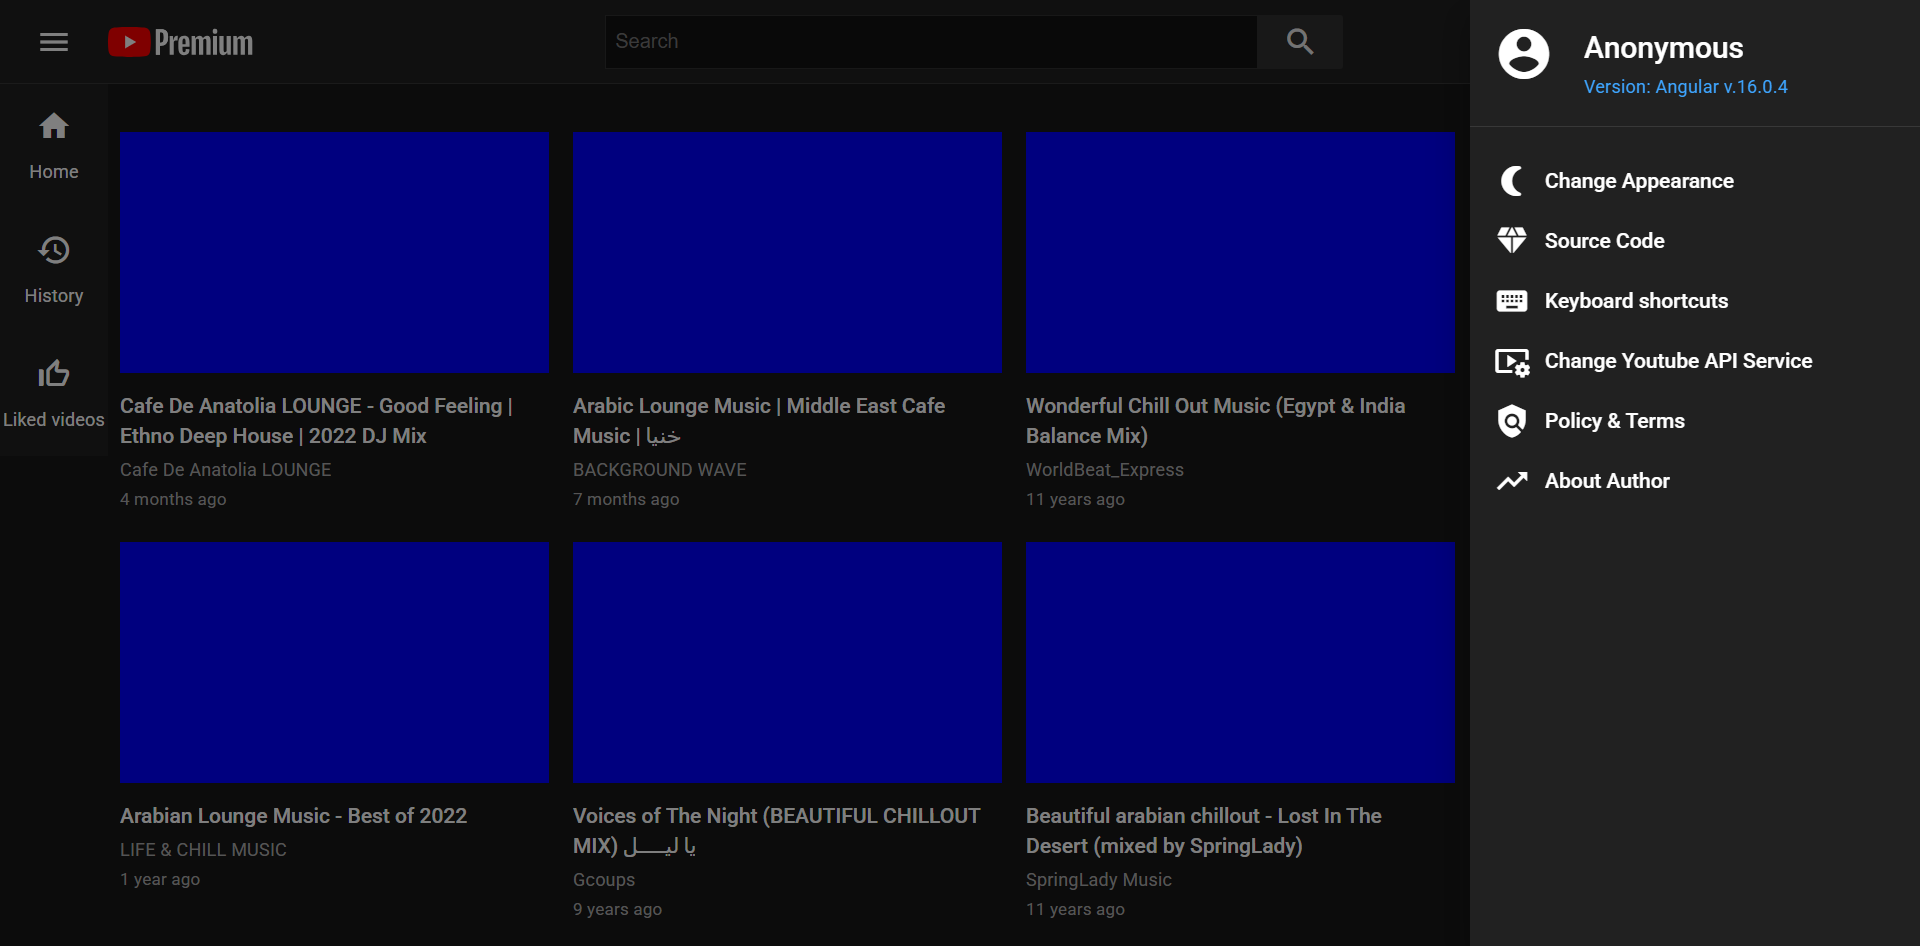 Premium
Search
Anonymous
Version: Angular v.16.0.4
Home
History
Liked videos
Cafe De Anatolia LOUNGE - Good Feeling |
Ethno Deep House | 2022 DJ Mix
Cafe De Anatolia LOUNGE
4 months ago
Arabic Lounge Music | Middle East Cafe
Music | خنيا
BACKGROUND WAVE
7 months ago
Wonderful Chill Out Music (Egypt & India
Balance Mix)
WorldBeat_Express
11 years ago
Arabian Lounge Music - Best of 2022
LIFE & CHILL MUSIC
1 year ago
Voices of The Night (BEAUTIFUL CHILLOUT
MIX) يا ليـــــل
Gcoups
9 years ago
Beautiful arabian chillout - Lost In The
Desert (mixed by SpringLady)
SpringLady Music
11 years ago
Change Appearance
Source Code
Keyboard shortcuts
Change Youtube API Service
Policy & Terms
About Author